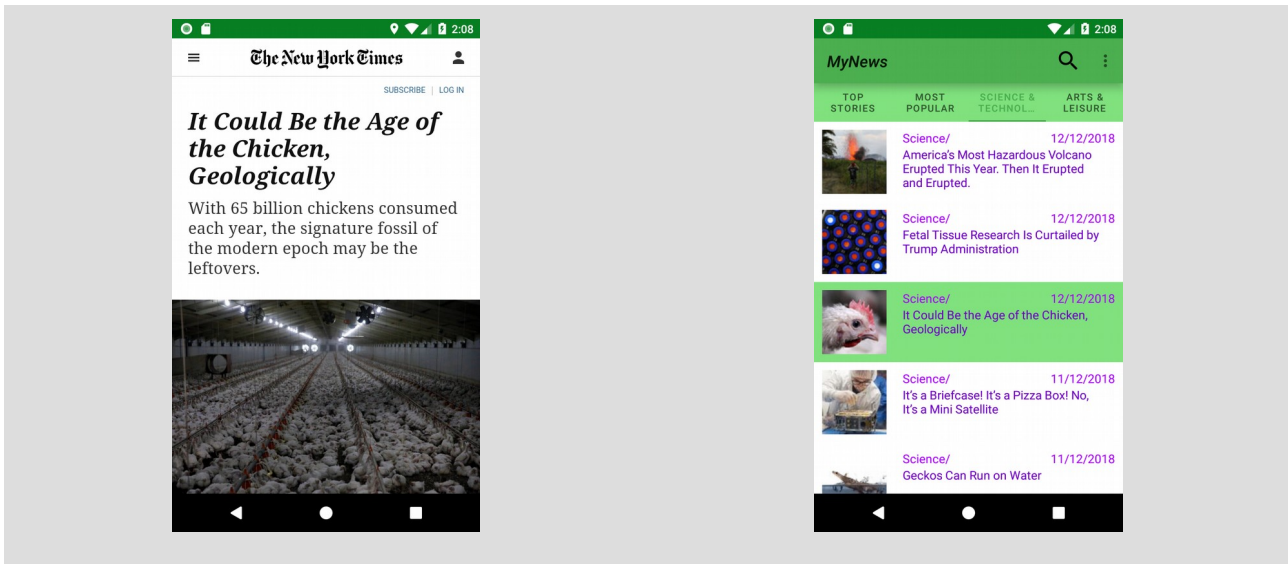 2:08
The New York Times
SUBSCRIBE | LOG IN
It Could Be the Age of
the Chicken,
Geologically
With 65 billion chickens consumed
each year, the signature fossil of
the modern epoch may be the
leftovers.
2:08
MyNews
TOP
STORIES
MOST
POPULAR
SCIENCE &
TECHNOL...
ARTS &
LEISURE
Science/ 12/12/2018
America's Most Hazardous Volcano
Erupted This Year. Then It Erupted
and Erupted.
Science/ 12/12/2018
Fetal Tissue Research Is Curtailed by
Trump Administration
Science/ 12/12/2018
It Could Be the Age of the Chicken,
Geologically
Science/ 11/12/2018
It's a Briefcase! It's a Pizza Box! No,
It's a Mini Satellite
Science/ 11/12/2018
Geckos Can Run on Water